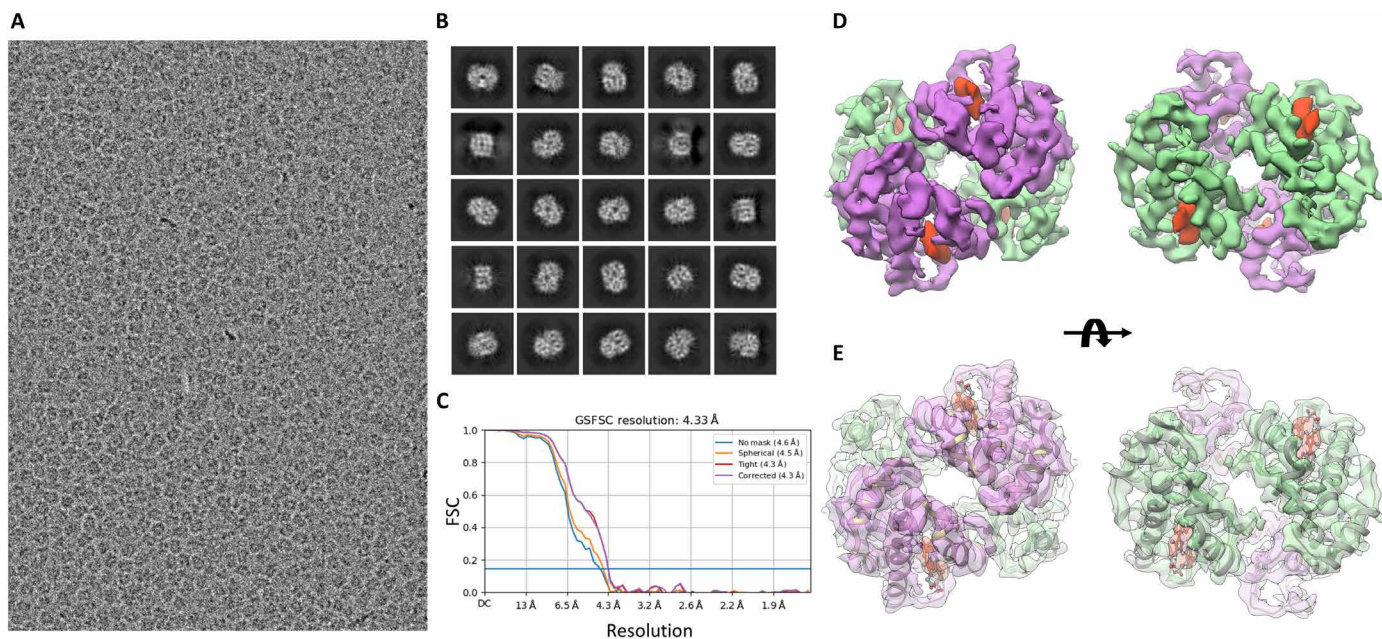 A
B
C
GSFSC resolution: 4.33 Å
1.0
0.8
0.6
0.4
0.2
0.0
FSC
No mask (4.6 Å)
Spherical (4.5 Å)
Tight (4.3 Å)
Corrected (4.3 Å)
DC
13 Å
6.5 Å
4.3 Å
3.2 Å
2.6 Å
2.2 Å
1.9 Å
Resolution
D
E